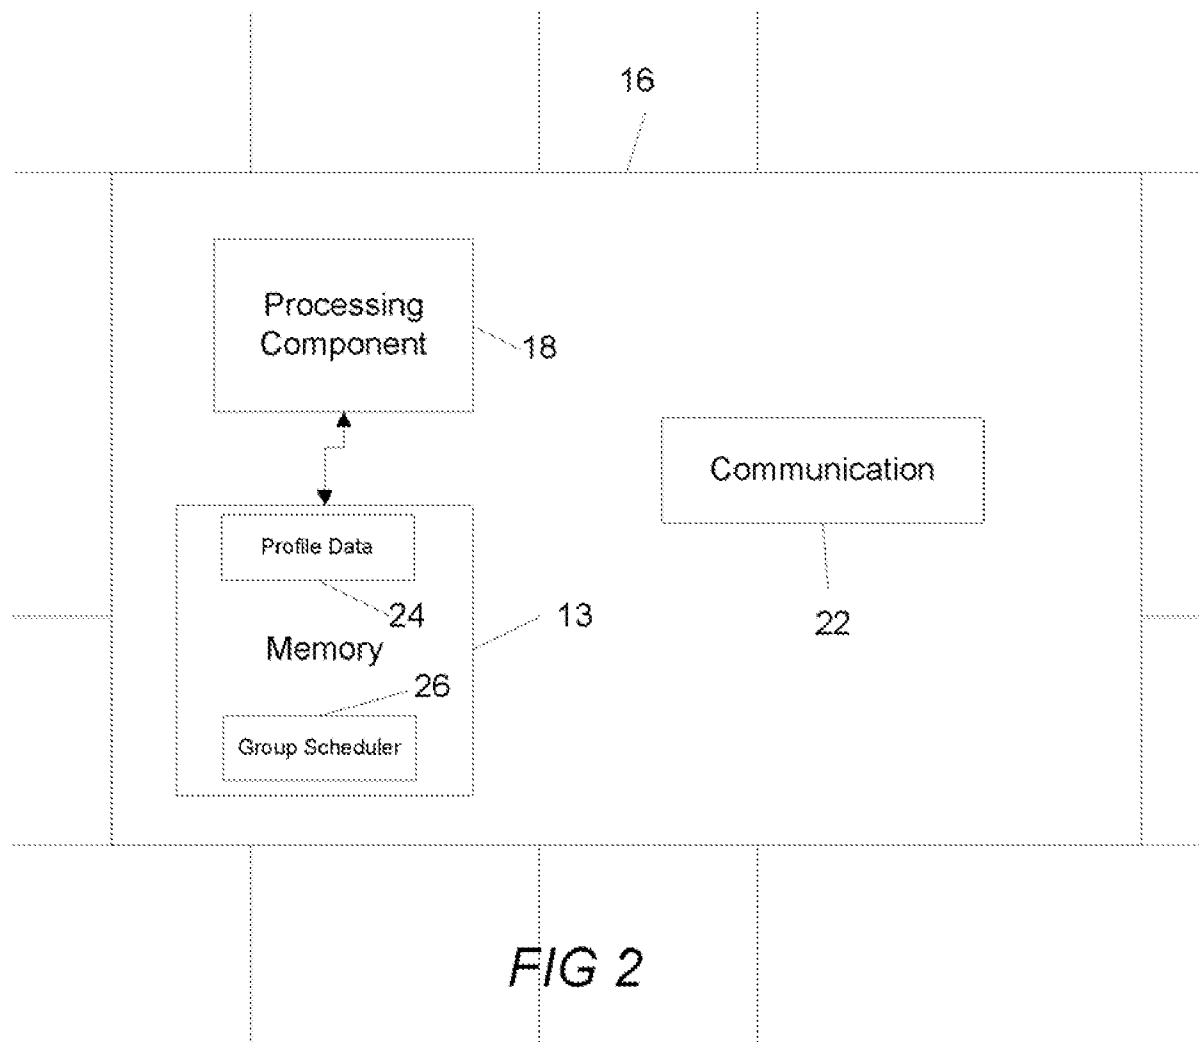 16
Processing
Component
18
Communication
22
Profile Data
24
13
Memory
26
Group Scheduler
FIG 2